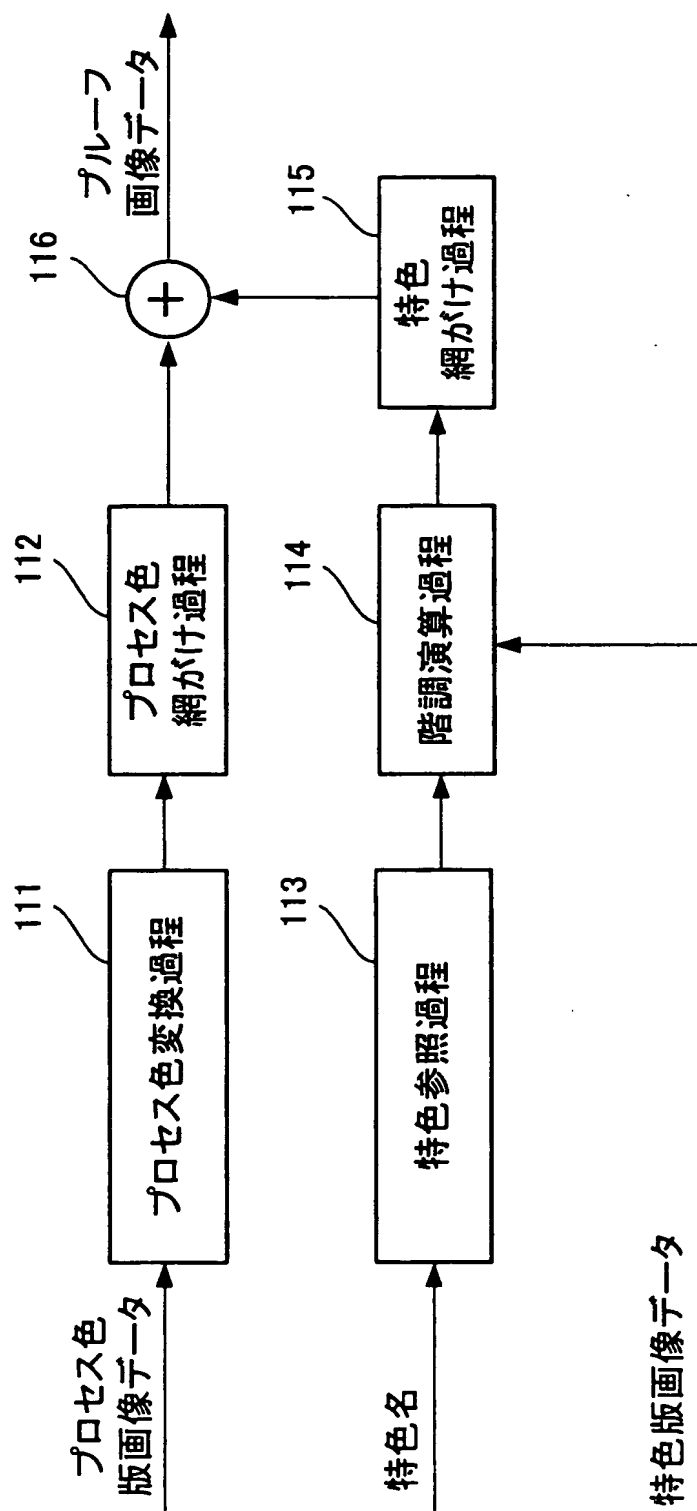 プロセス色
版画像データ
111
プロセス色変換過程
112
プロセス色
網がけ過程
116
+
プルーフ
画像データ
特色名
113
特色参照過程
114
階調演算過程
115
特色
網がけ過程
特色版画像データ